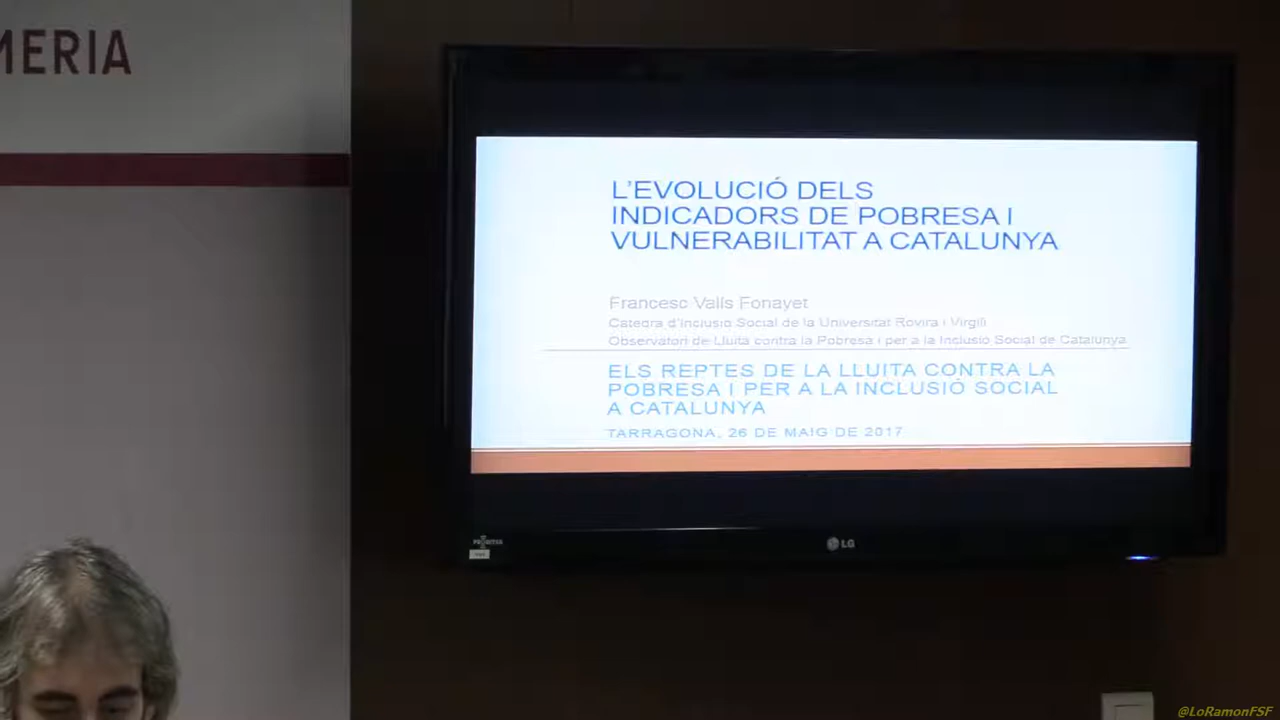 MERIA
L'EVOLUCIÓ DELS
INDICADORS DE POBRESA I
VULNERABILITAT A CATALUNYA
Francesc Valls Fonayet
Càtedra d'Inclusió Social de la Universitat Rovira i Virgili
Observatori de Lluita contra la Pobresa i per a la Inclusió Social de Catalunya
ELS REPTES DE LA LLUITA CONTRA LA
POBRESA I PER A LA INCLUSIÓ SOCIAL
A CATALUNYA
TARRAGONA, 26 DE MAIG DE 2017
LG
@LoRamonFSF